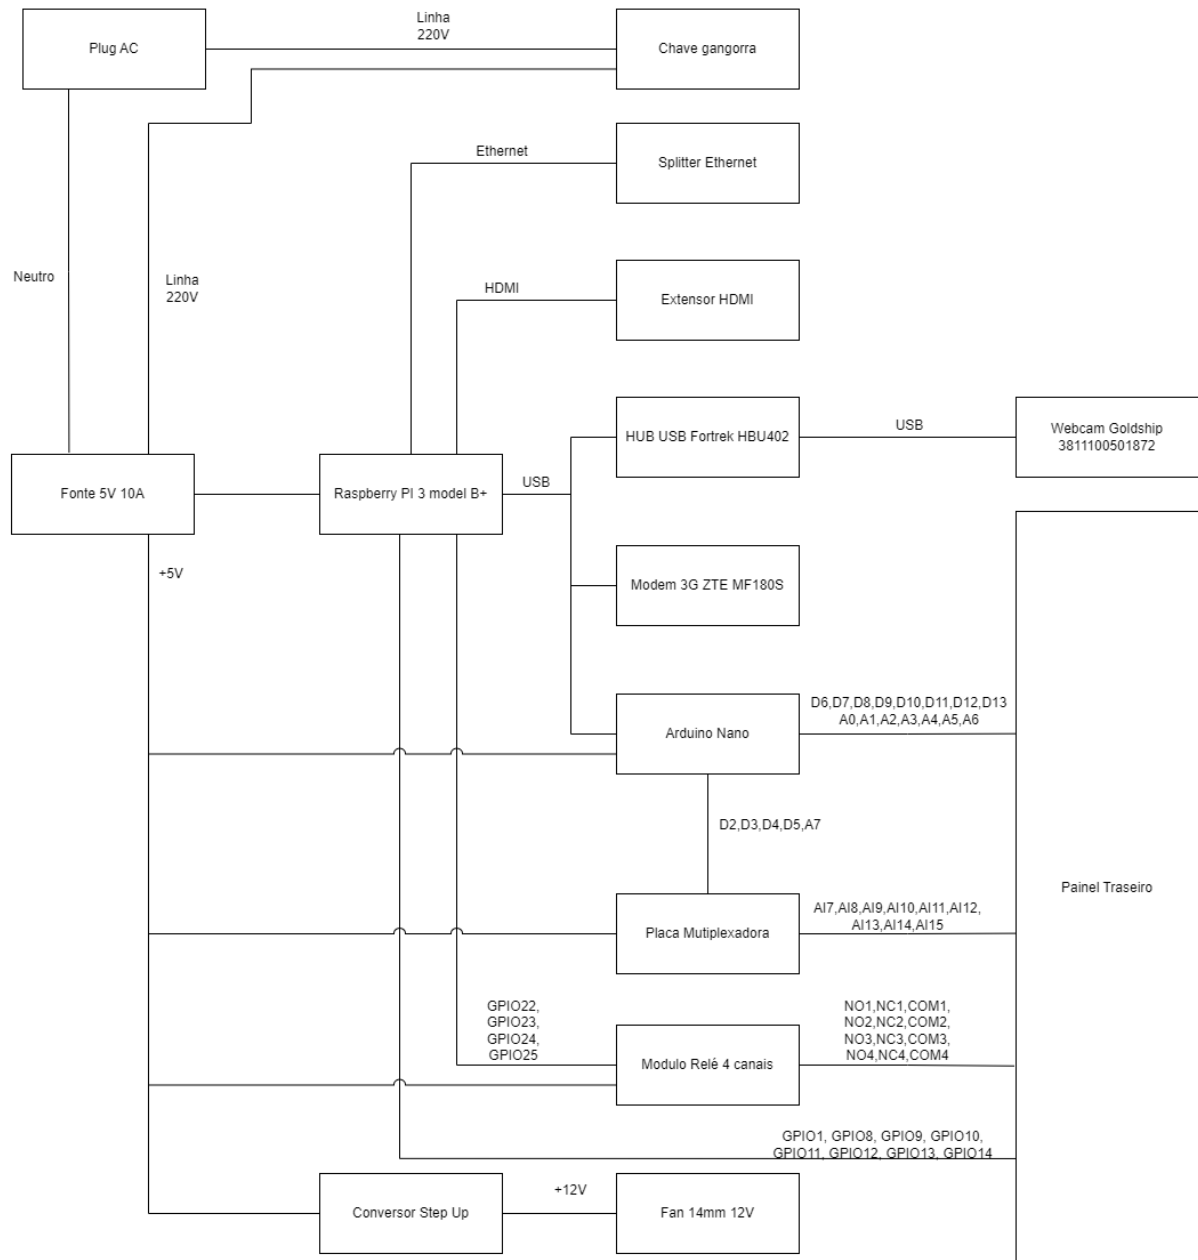 Plug AC
Linha
220V
Chave gangorra
Ethernet
Splitter Ethernet
Neutro
Linha
220V
HDMI
Extensor HDMI
HUB USB Fortrek HBU402
USB
Webcam Goldship
3811100501872
Fonte 5V 10A
Raspberry PI 3 model B+
USB
+5V
Modem 3G ZTE MF180S
Arduino Nano
D6,D7,D8,D9,D10,D11,D12,D13
A0,A1,A2,A3,A4,A5,A6
D2,D3,D4,D5,A7
Painel Traseiro
Placa Mutiplexadora
AI7,AI8,AI9,AI10,AI11,AI12,
AI13,AI14,AI15
GPIO22,
GPIO23,
GPIO24,
GPIO25
Modulo Relé 4 canais
NO1,NC1,COM1,
NO2,NC2,COM2,
NO3,NC3,COM3,
NO4,NC4,COM4
GPIO1, GPIO8, GPIO9, GPIO10,
GPIO11, GPIO12, GPIO13, GPIO14
Conversor Step Up
+12V
Fan 14mm 12V